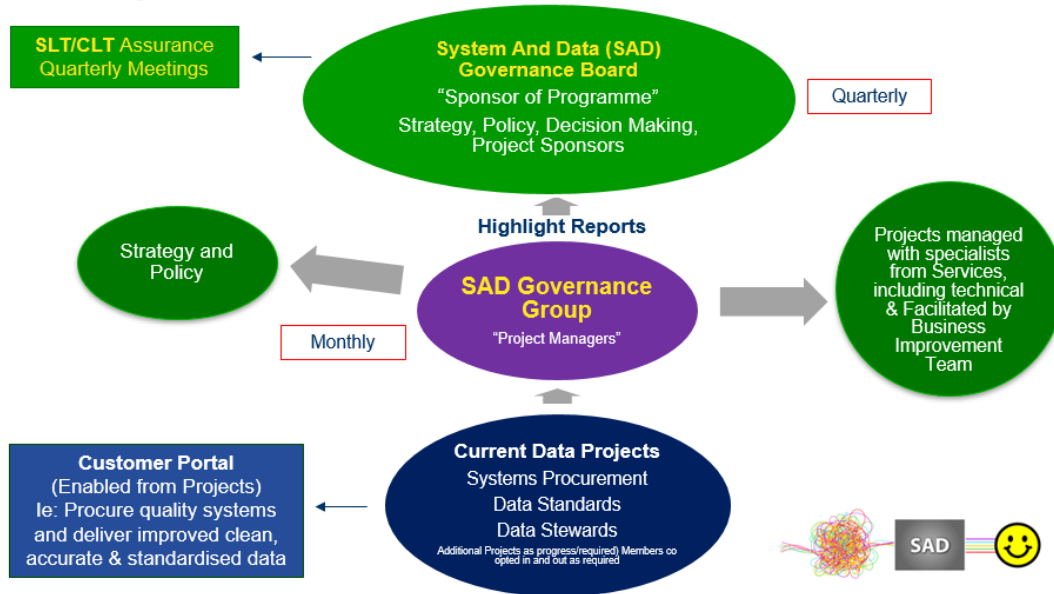 SLT/CLT Assurance
Quarterly Meetings
System And Data (SAD)
Governance Board
“Sponsor of Programme”
Strategy, Policy, Decision Making,
Project Sponsors
Quarterly
Highlight Reports
Strategy and
Policy
SAD Governance
Group
“Project Managers”
Monthly
Projects managed
with specialists
from Services,
including technical
& Facilitated by
Business
Improvement
Team
Customer Portal
(Enabled from Projects)
Ie: Procure quality systems
and deliver improved clean,
accurate & standardised data
Current Data Projects
Systems Procurement
Data Standards
Data Stewards
Additional Projects as progress/required) Members co
opted in and out as required
SAD